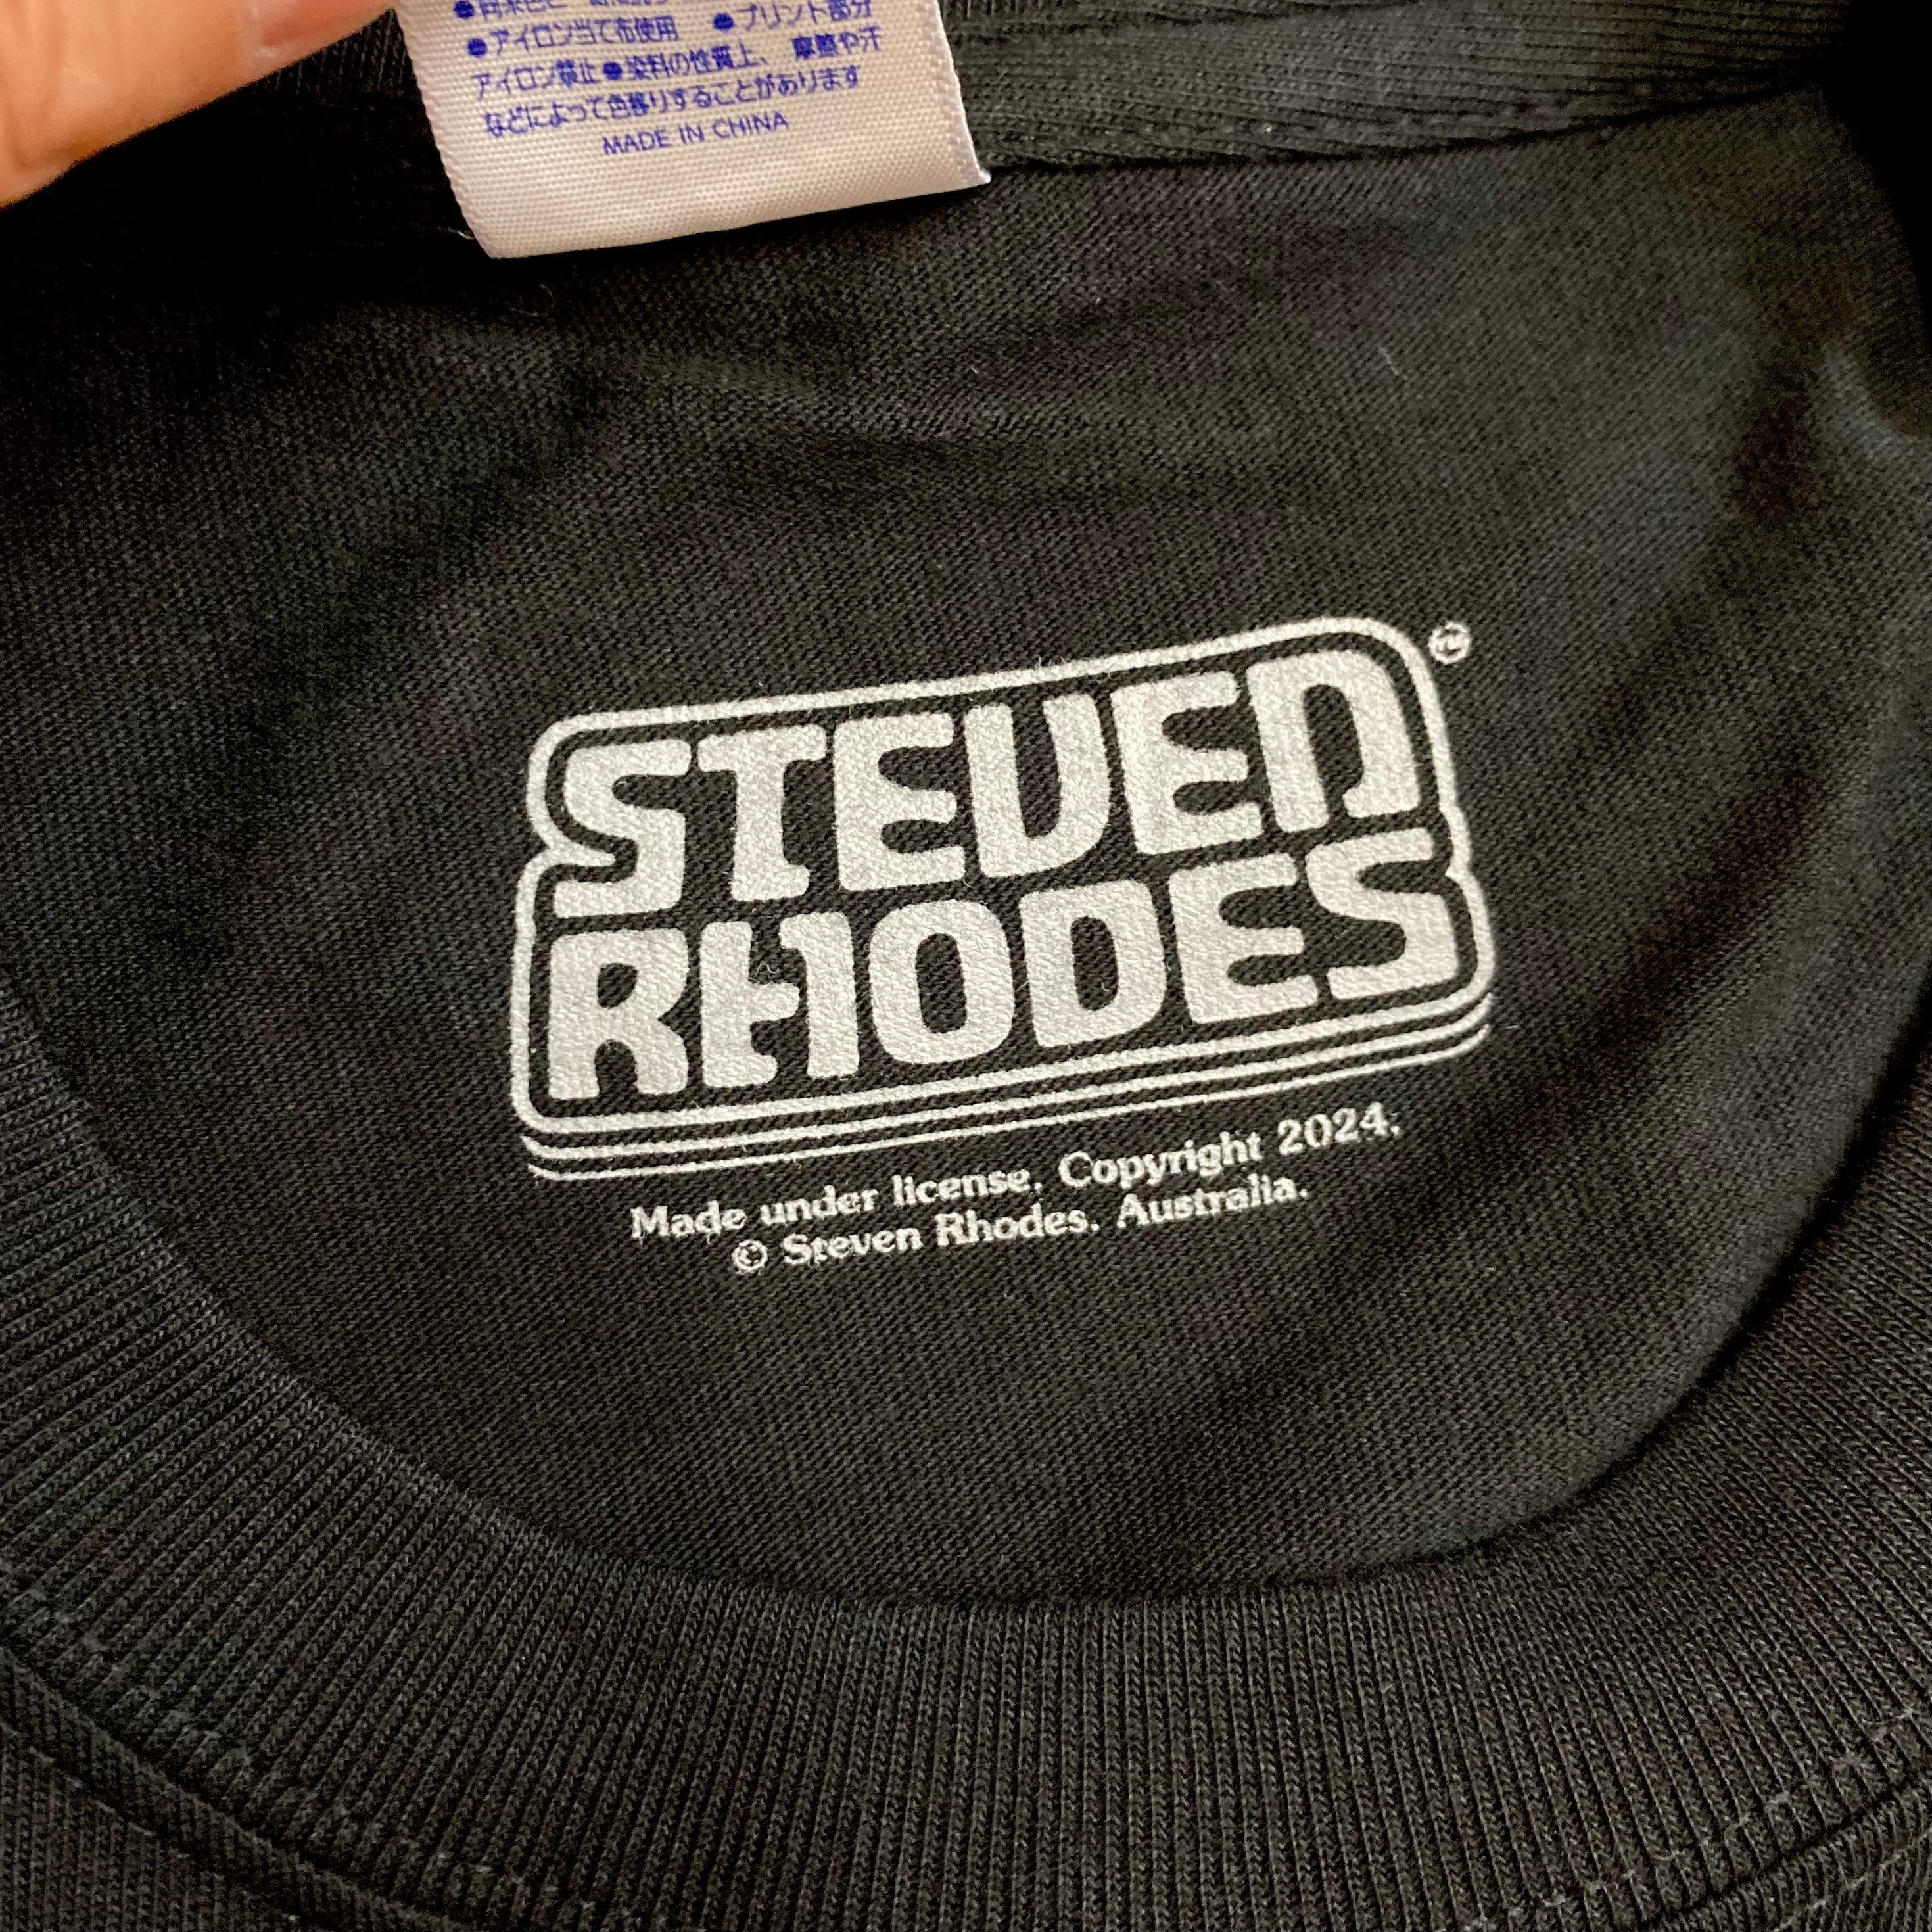 ●アイロン当て布使用 ●プリント部分
アイロン禁止●染料の性質上、摩擦や汗
などによって色移りすることがあります
MADE IN CHINA
©
STEVEN
RHODES
Made under license. Copyright 2024.
© Steven Rhodes. Australia.